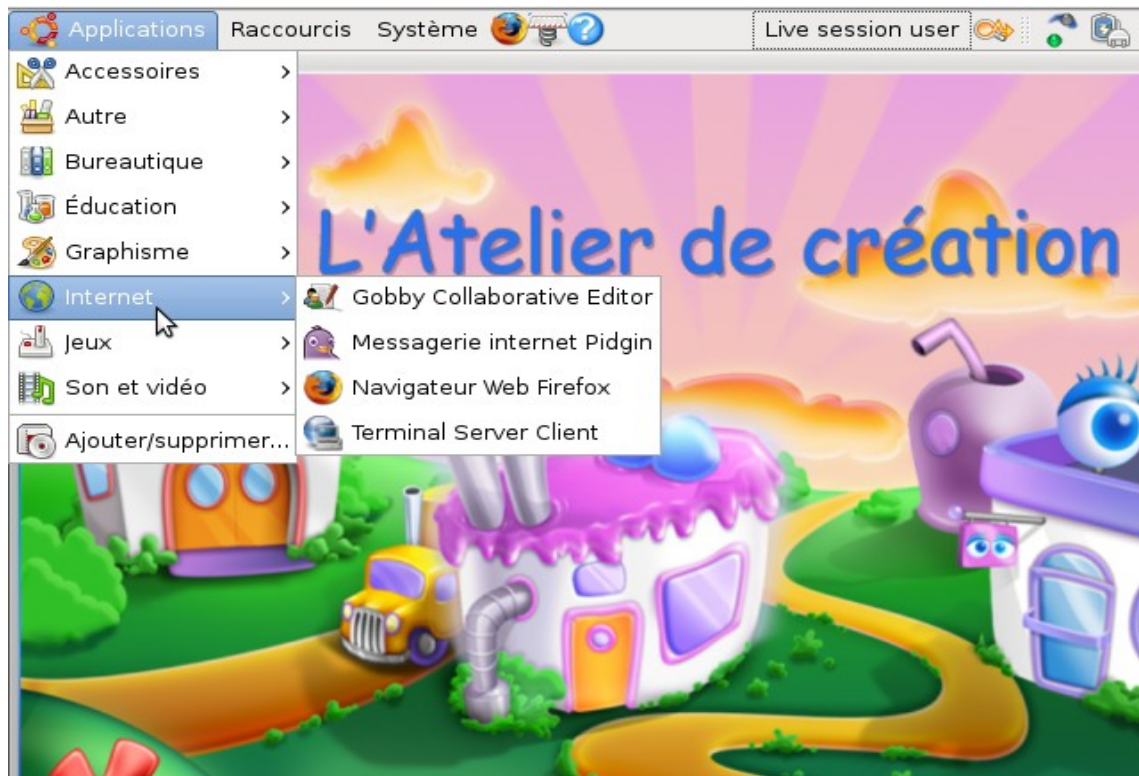 Applications Raccourcis Système Live session user
Accessoires
Autre
Bureautique
Éducation
Graphisme
Internet
Jeux
Son et vidéo
Ajouter/supprimer...
Gobby Collaborative Editor
Messagerie internet Pidgin
Navigateur Web Firefox
Terminal Server Client
L'Atelier de création